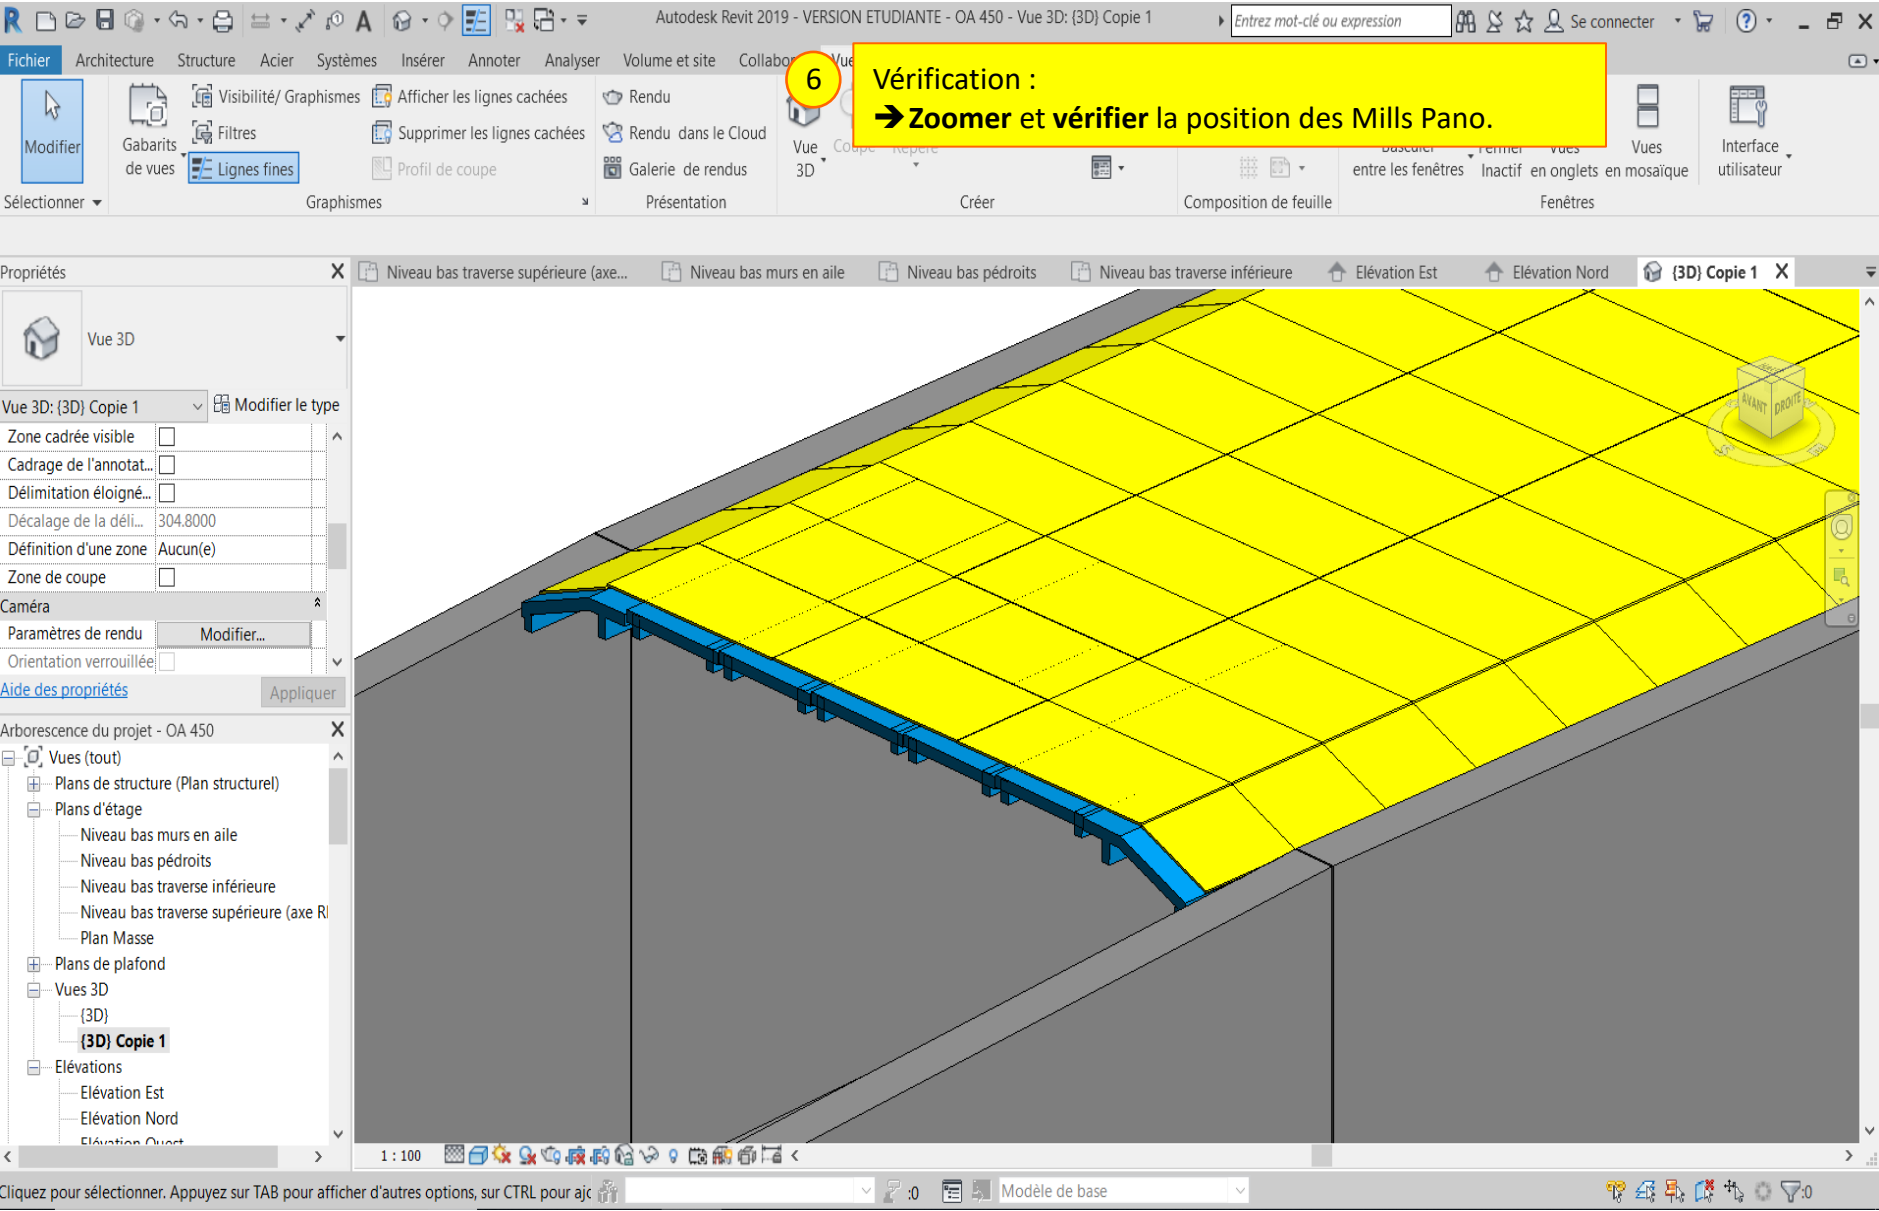 Autodesk Revit 2019 - VERSION ETUDIANTE - OA 450 - Vue 3D: {3D} Copie 1
Entrez mot-clé ou expression
Se connecter
Fichier Architecture Structure Acier Systèmes Insérer Annoter Analyser Volume et site Collabor Vue
6
Vérification :
➔ Zoomer et vérifier la position des Mills Pano.
Modifier
Gabarits
de vues
Visibilité/ Graphismes
Filtres
Lignes fines
Afficher les lignes cachées
Supprimer les lignes cachées
Profil de coupe
Rendu
Rendu dans le Cloud
Galerie de rendus
Vue
3D
Coupe
Repère
Basculer
entre les fenêtres
Fermer
Inactif
Vues
en onglets
Vues
en mosaïque
Interface
utilisateur
Sélectionner
Graphismes
Présentation
Créer
Composition de feuille
Fenêtres
Propriétés X
Niveau bas traverse supérieure (axe...
Niveau bas murs en aile
Niveau bas pédroits
Niveau bas traverse inférieure
Elévation Est
Elévation Nord
{3D} Copie 1 X
Vue 3D
Vue 3D: {3D} Copie 1
Modifier le type
Zone cadrée visible
Cadrage de l'annotat...
Délimitation éloigné...
Décalage de la déli... 304.8000
Définition d'une zone Aucun(e)
Zone de coupe
Caméra
Paramètres de rendu Modifier...
Orientation verrouillée
Aide des propriétés Appliquer
Arborescence du projet - OA 450 X
Vues (tout)
Plans de structure (Plan structurel)
Plans d'étage
Niveau bas murs en aile
Niveau bas pédroits
Niveau bas traverse inférieure
Niveau bas traverse supérieure (axe R
Plan Masse
Plans de plafond
Vues 3D
{3D}
{3D} Copie 1
Elévations
Elévation Est
Elévation Nord
Elévation Ouest
AVANT
DROITE
1 : 100
Cliquez pour sélectionner. Appuyez sur TAB pour afficher d'autres options, sur CTRL pour ajo
:0
Modèle de base
:0